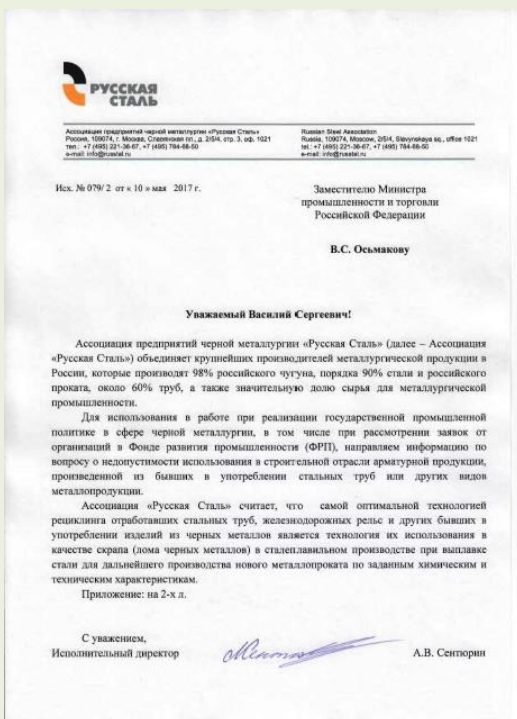 РУССКАЯ
СТАЛЬ
Ассоциация предприятий черной металлургии «Русская Сталь»
Россия, 109074, г. Москва, Славянская пл., д. 2/5/4, стр. 3, оф. 1021
тел.: +7 (495) 221-36-67, +7 (495) 784-88-50
e-mail: info@russtal.ru
Russian Steel Association
Russia, 109074, Moscow, 2/5/4, Slavynskaya sq., office 1021
tel.: +7 (495) 221-36-67, +7 (495) 784-88-50
e-mail: info@russtal.ru
Исх. № 079/2 от « 10 » мая 2017 г.
Заместителю Министра
промышленности и торговли
Российской Федерации
В.С. Осьмакову
Уважаемый Василий Сергеевич!
Ассоциация предприятий черной металлургии «Русская Сталь» (далее – Ассоциация
«Русская Сталь») объединяет крупнейших производителей металлургической продукции в
России, которые производят 98% российского чугуна, порядка 90% стали и российского
проката, около 60% труб, а также значительную долю сырья для металлургической
промышленности.
Для использования в работе при реализации государственной промышленной
политики в сфере черной металлургии, в том числе при рассмотрении заявок от
организаций в Фонде развития промышленности (ФРП), направляем информацию по
вопросу о недопустимости использования в строительной отрасли арматурной продукции,
произведенной из бывших в употреблении стальных труб или других видов
металлопродукции.
Ассоциация «Русская Сталь» считает, что самой оптимальной технологией
рециклинга отработавших стальных труб, железнодорожных рельс и других бывших в
употреблении изделий из черных металлов является технология их использования в
качестве скрапа (лома черных металлов) в сталеплавильном производстве при выплавке
стали для дальнейшего производства нового металлопроката по заданным химическим и
техническим характеристикам.
Приложение: на 2-х л.
С уважением,
Исполнительный директор
А.В. Сентюрин